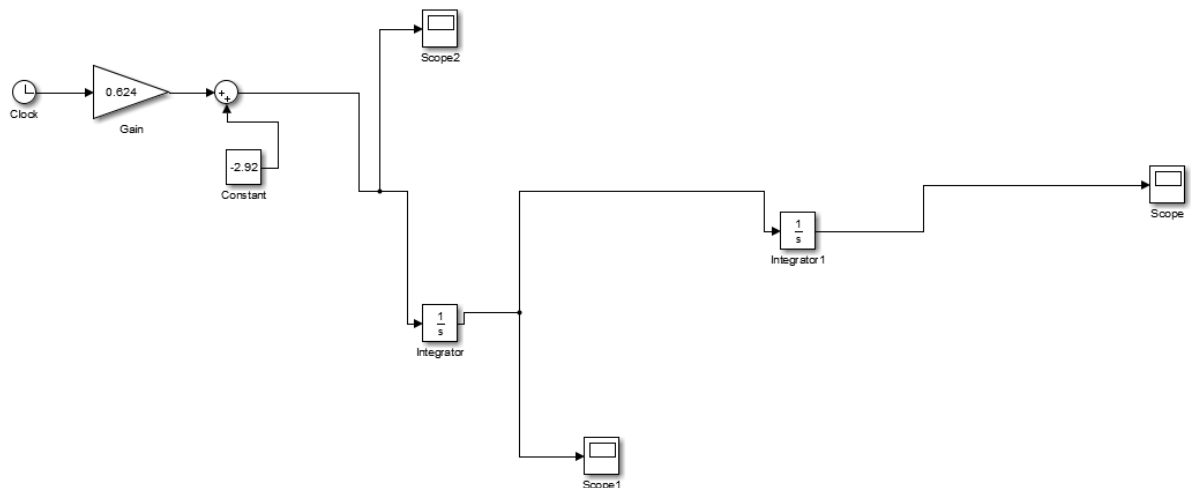 Scope2
0.624
Clock
Gain
-2.92
Constant
Scope
1
s
Integrator1
1
s
Integrator
Scope1